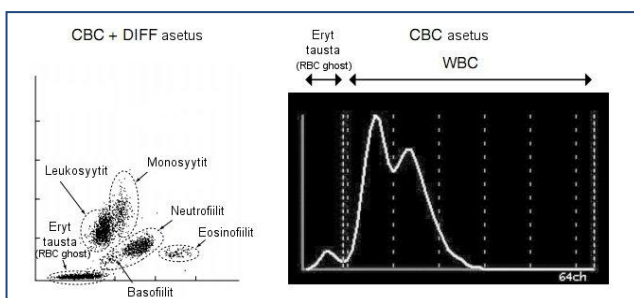 CBC + DIFF asetus
Monosyytit
Leukosyytit
Neutrofiilit
Eosinofiilit
Eryt
tausta
(RBC ghost)
Basofiilit
CBC asetus
Eryt
tausta
(RBC ghost)
WBC
64ch